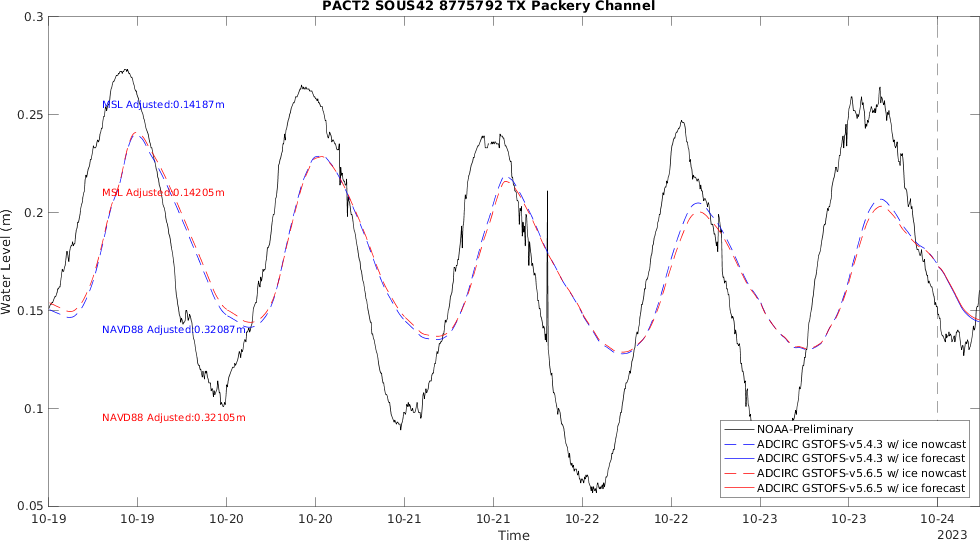 PACT2 SOUS42 8775792 TX Packery Channel
0.3
0.25
0.2
0.15
0.1
0.05
Water Level (m)
MSL Adjusted:0.14187m
MSL Adjusted:0.14205m
NAVD88 Adjusted:0.32087m
NAVD88 Adjusted:0.32105m
NOAA-Preliminary
ADCIRC GSTOFS-v5.4.3 w/ ice nowcast
ADCIRC GSTOFS-v5.4.3 w/ ice forecast
ADCIRC GSTOFS-v5.6.5 w/ ice nowcast
ADCIRC GSTOFS-v5.6.5 w/ ice forecast
10-19 10-19 10-20 10-20 10-21 10-21 10-22 10-22 10-23 10-23 10-24
2023
Time